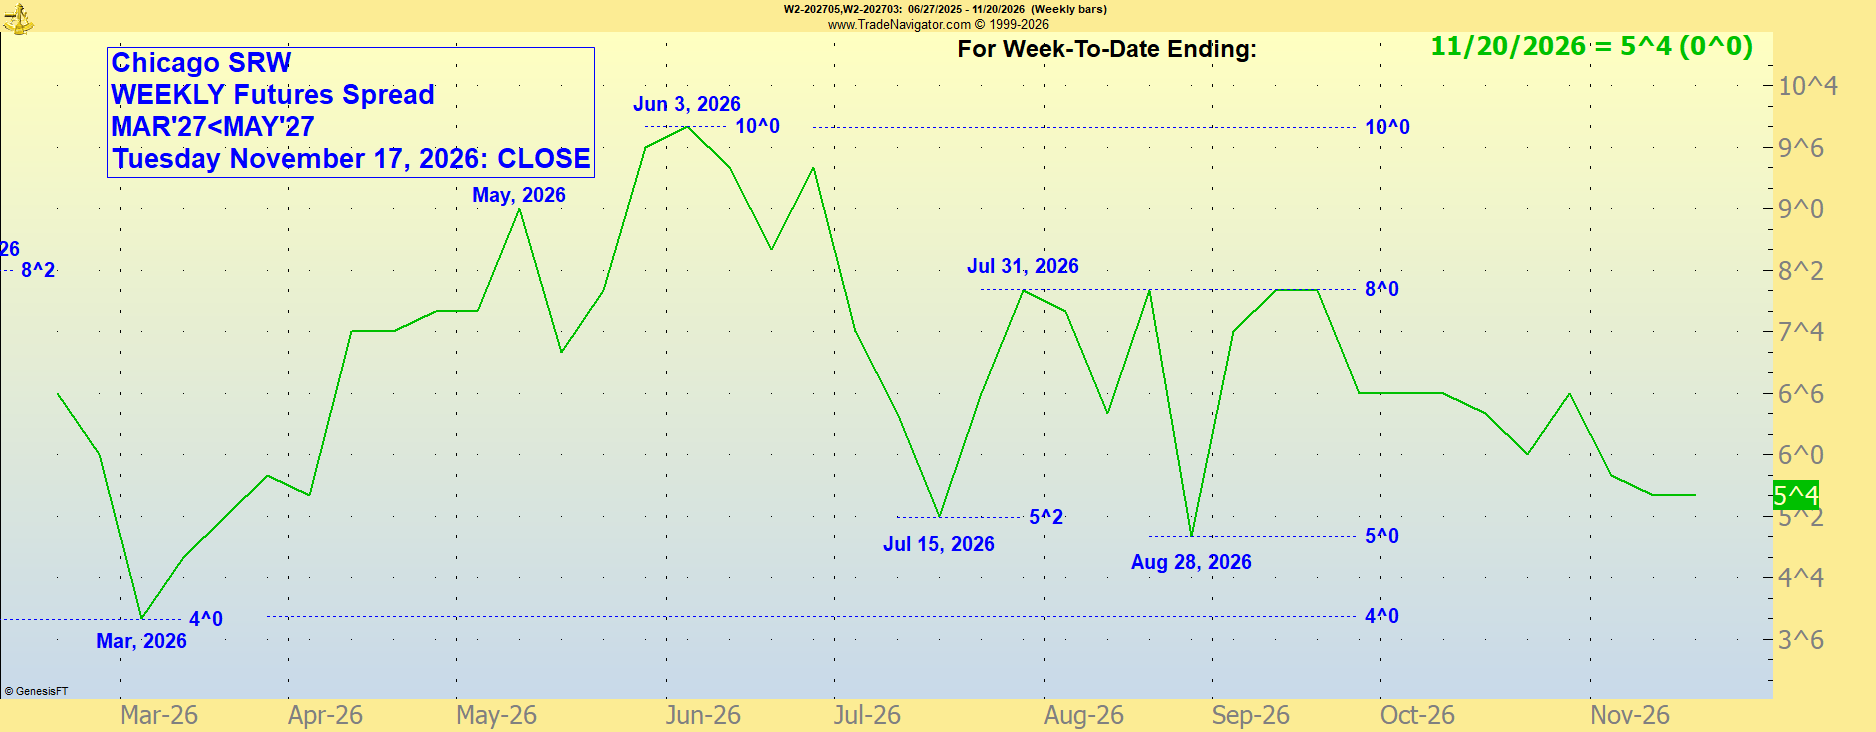 W2-202705,W2-202703: 06/27/2025 - 11/20/2026 (Weekly bars)
www.TradeNavigator.com © 1999-2026
For Week-To-Date Ending:
11/20/2026 = 5^4 (0^0)
Chicago SRW
WEEKLY Futures Spread
MAR'27<MAY'27
Tuesday November 17, 2026: CLOSE
Jun 3, 2026
10^0
10^0
May, 2026
26
8^2
Jul 31, 2026
8^0
5^2
Jul 15, 2026
5^0
Aug 28, 2026
4^0
4^0
Mar, 2026
10^4
9^6
9^0
8^2
7^4
6^6
6^0
5^4
5^2
4^4
3^6
© GenesisFT
Mar-26
Apr-26
May-26
Jun-26
Jul-26
Aug-26
Sep-26
Oct-26
Nov-26